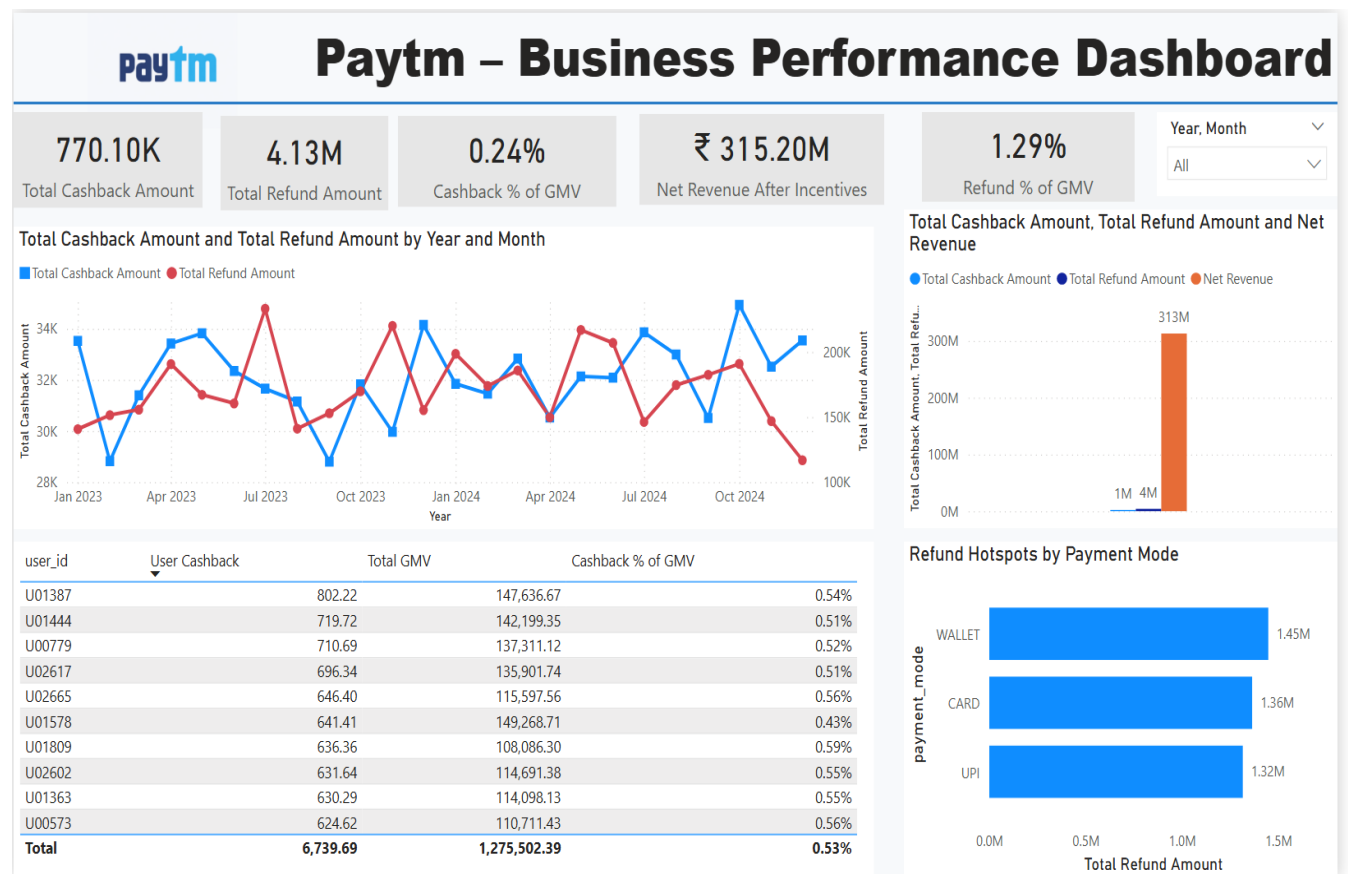 paytm
Paytm – Business Performance Dashboard
770.10K
Total Cashback Amount
4.13M
Total Refund Amount
0.24%
Cashback % of GMV
₹ 315.20M
Net Revenue After Incentives
1.29%
Refund % of GMV
Year, Month
All
Total Cashback Amount and Total Refund Amount by Year and Month
Total Cashback Amount Total Refund Amount
Total Cashback Amount
34K
32K
30K
28K
200K
150K
100K
Total Refund Amount
Jan 2023 Apr 2023 Jul 2023 Oct 2023 Jan 2024 Apr 2024 Jul 2024 Oct 2024
Year
Total Cashback Amount, Total Refund Amount and Net
Revenue
Total Cashback Amount Total Refund Amount Net Revenue
Total Cashback Amount, Total Refu...
300M
200M
100M
0M
1M 4M 313M
user_id User Cashback Total GMV Cashback % of GMV
U01387 802.22 147,636.67 0.54%
U01444 719.72 142,199.35 0.51%
U00779 710.69 137,311.12 0.52%
U02617 696.34 135,901.74 0.51%
U02665 646.40 115,597.56 0.56%
U01578 641.41 149,268.71 0.43%
U01809 636.36 108,086.30 0.59%
U02602 631.64 114,691.38 0.55%
U01363 630.29 114,098.13 0.55%
U00573 624.62 110,711.43 0.56%
Total 6,739.69 1,275,502.39 0.53%
Refund Hotspots by Payment Mode
payment_mode
WALLET 1.45M
CARD 1.36M
UPI 1.32M
0.0M 0.5M 1.0M 1.5M
Total Refund Amount